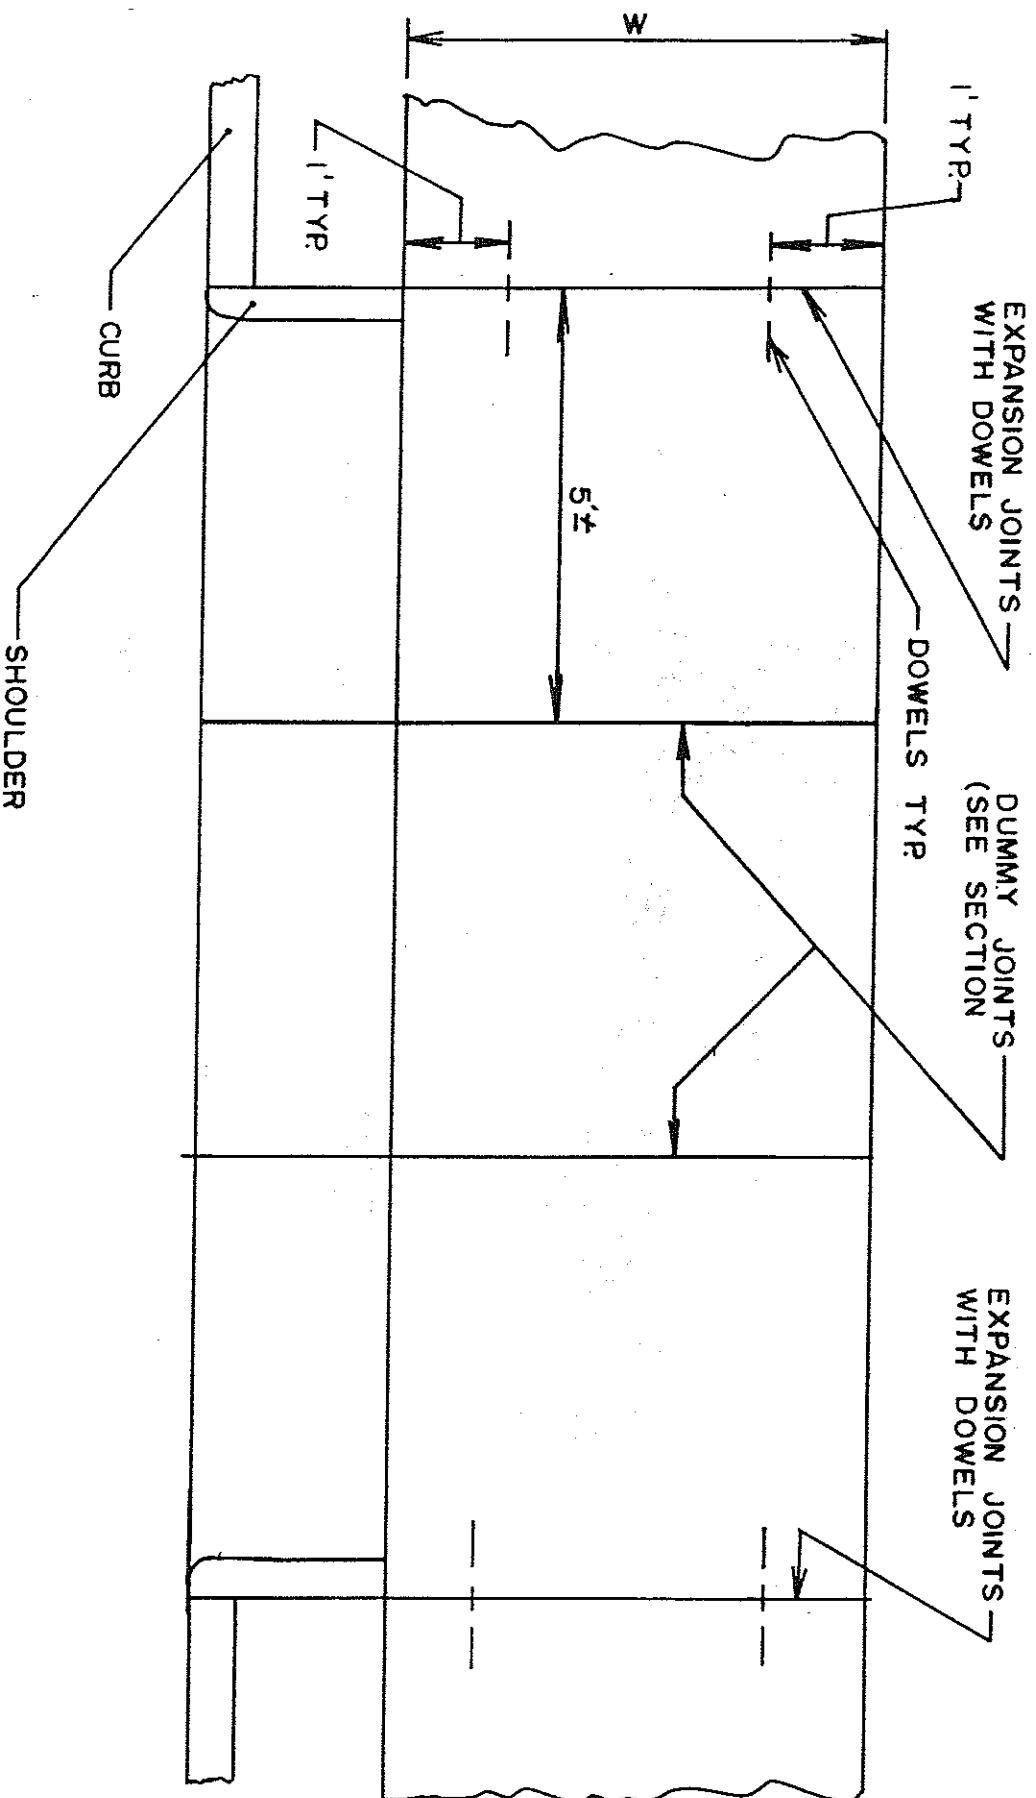 EXPANSION JOINTS
WITH DOWELS
DUMMY JOINTS
(SEE SECTION
EXPANSION JOINTS
WITH DOWELS
1' TYP.
DOWELS TYP.
W
5'±
1' TYP.
CURB
SHOULDER